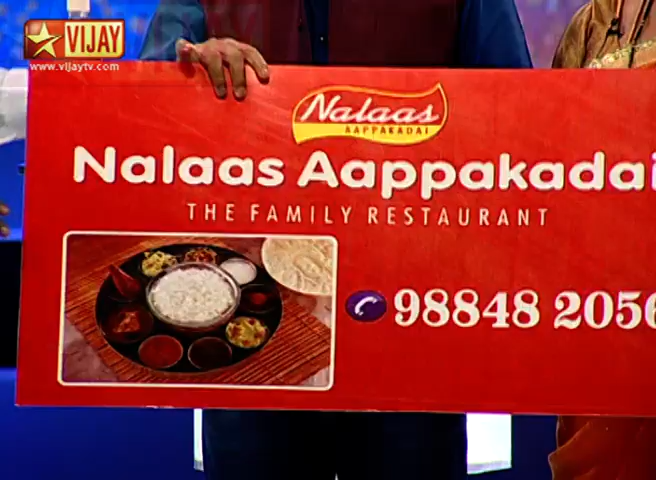 VIJAY
www.vijaytv.com
Nalaas
AAPPAKADAI
Nalaas Aappakadai
THE FAMILY RESTAURANT
98848 2056